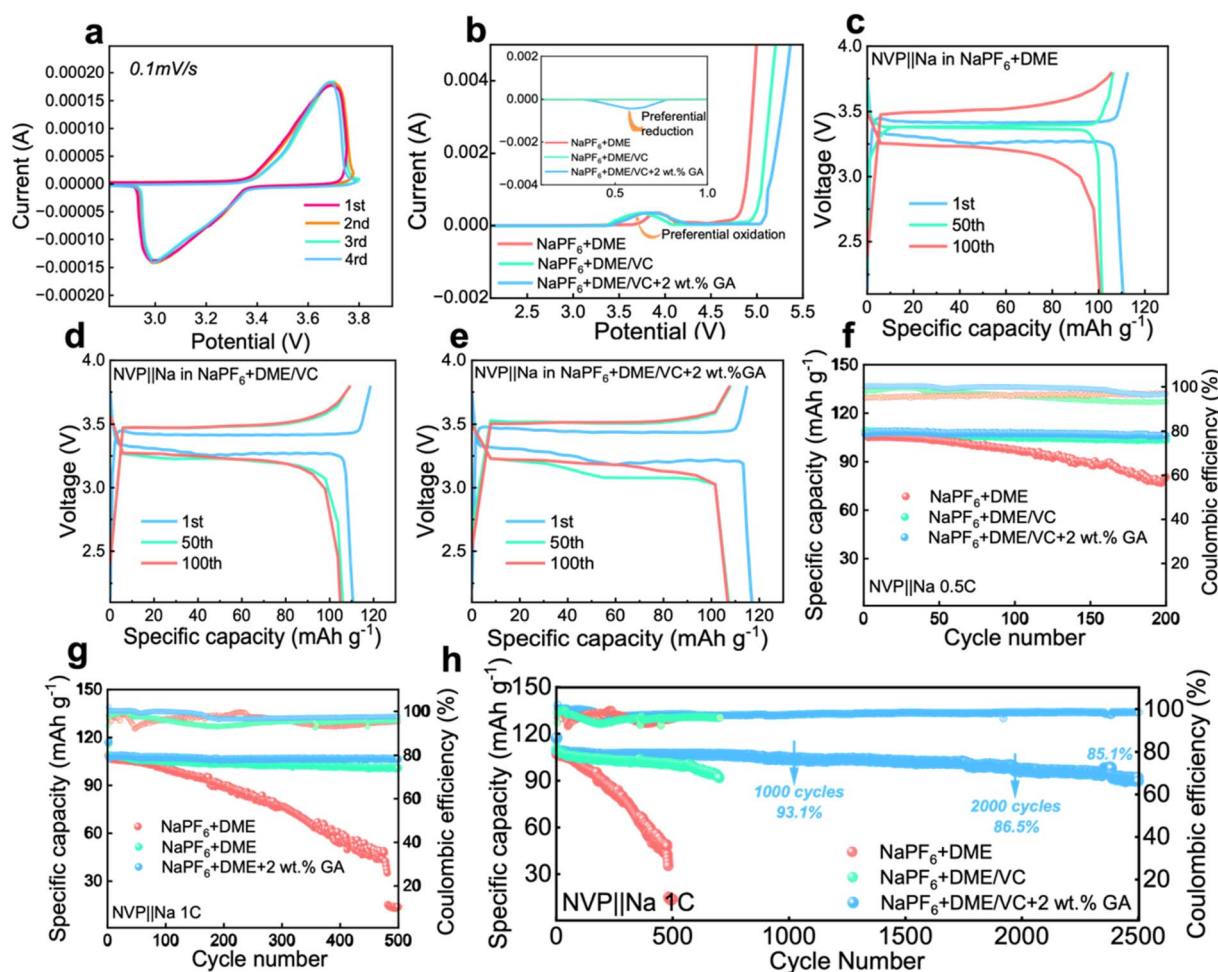 a
0.1mV/s
Current (A)
0.00020
0.00015
0.00010
0.00005
0.00000
−0.00005
−0.00010
−0.00015
−0.00020
1st
2nd
3rd
4rd
3.0 3.2 3.4 3.6 3.8
Potential (V)
b
Current (A)
0.004
0.002
0.000
−0.002
0.002
0.000
−0.002
−0.004
Preferential
reduction
NaPF6+DME
NaPF6+DME/VC
NaPF6+DME/VC+2 wt.% GA
0.5 1.0
Preferential oxidation
NaPF6+DME
NaPF6+DME/VC
NaPF6+DME/VC+2 wt.% GA
2.5 3.0 3.5 4.0 4.5 5.0 5.5
Potential (V)
c
NVP||Na in NaPF6+DME
Voltage (V)
4.0
3.5
3.0
2.5
1st
50th
100th
0 20 40 60 80 100 120
Specific capacity (mAh g-1)
d
NVP||Na in NaPF6+DME/VC
Voltage (V)
4.0
3.5
3.0
2.5
1st
50th
100th
0 20 40 60 80 100 120
Specific capacity (mAh g-1)
e
NVP||Na in NaPF6+DME/VC+2 wt.%GA
Voltage (V)
4.0
3.5
3.0
2.5
1st
50th
100th
0 20 40 60 80 100 120
Specific capacity (mAh g-1)
f
Specific capacity (mAh g-1)
150
120
90
60
30
NaPF6+DME
NaPF6+DME/VC
NaPF6+DME/VC+2 wt.% GA
NVP||Na 0.5C
0 50 100 150 200
Cycle number
100
80
60
40
20
Coulombic efficiency (%)
g
Specific capacity (mAh g-1)
150
120
90
60
30
NaPF6+DME
NaPF6+DME
NaPF6+DME+2 wt.% GA
NVP||Na 1C
0 100 200 300 400 500
Cycle number
100
80
60
40
20
Coulombic efficiency (%)
h
Specific capacity (mAh g-1)
150
120
90
60
30
85.1%
1000 cycles
93.1%
2000 cycles
86.5%
NaPF6+DME
NaPF6+DME/VC
NaPF6+DME/VC+2 wt.% GA
NVP||Na 1C
0 500 1000 1500 2000 2500
Cycle Number
100
80
60
40
20
Coulombic efficiency (%)